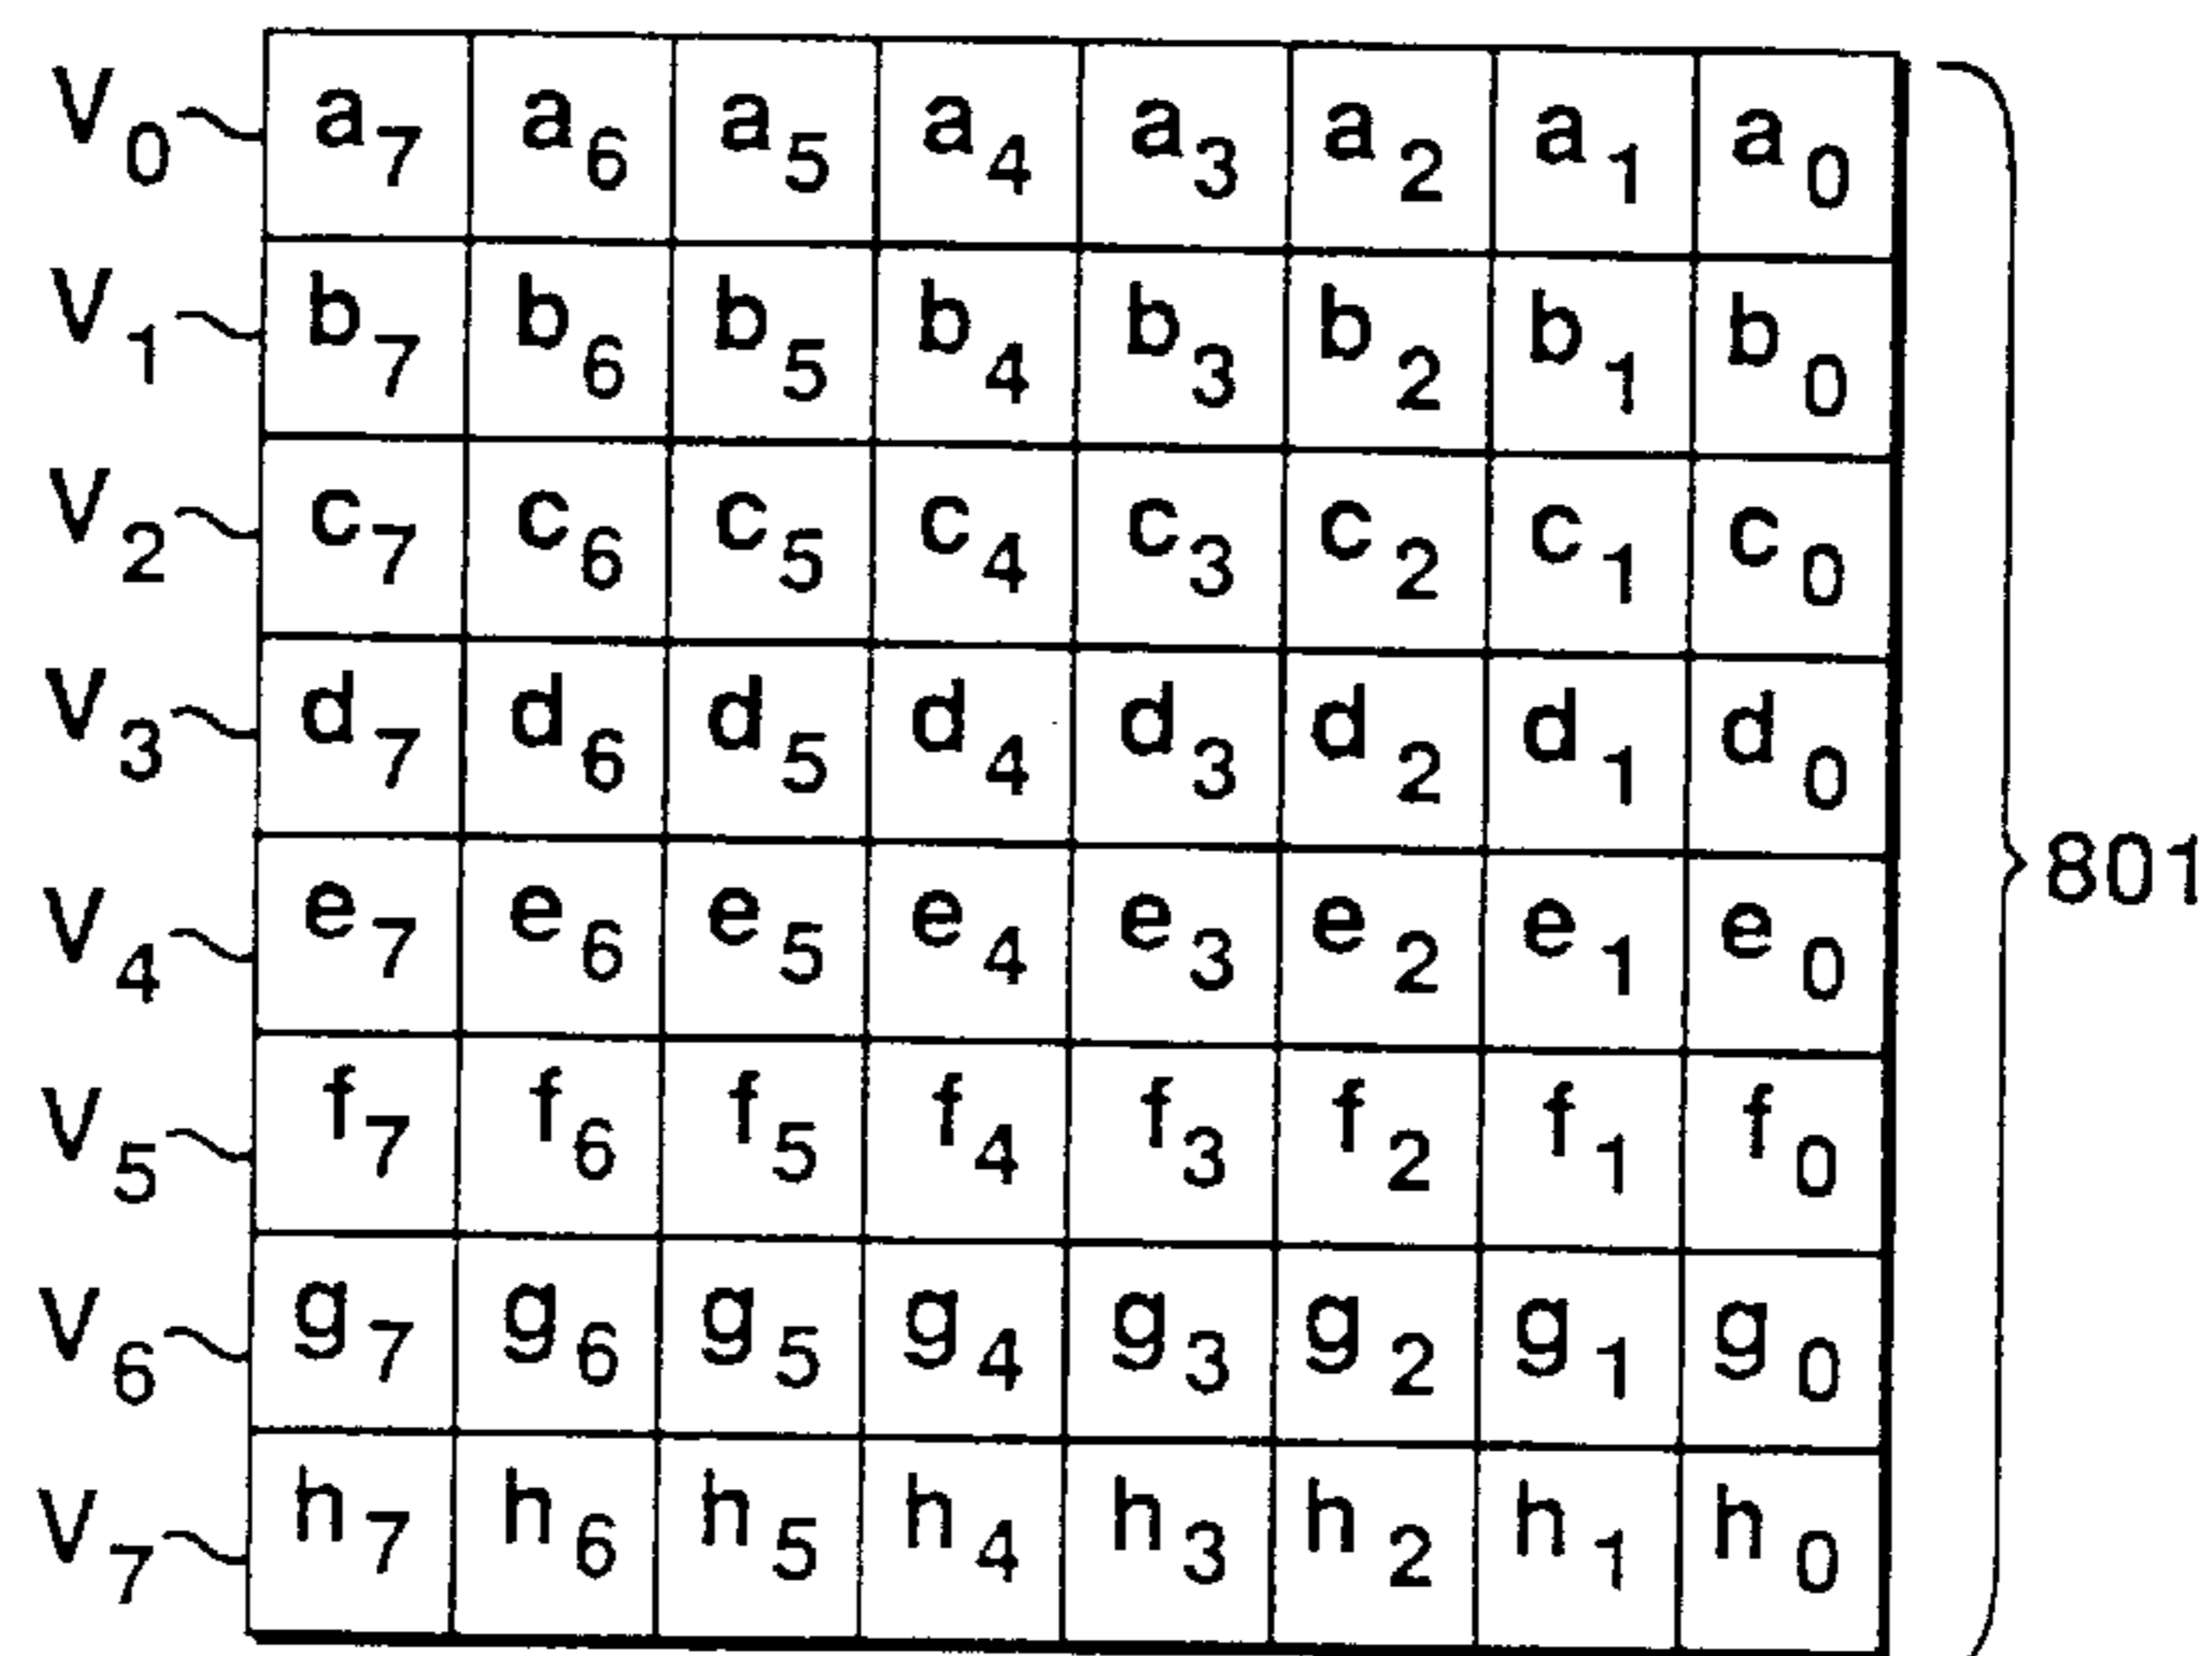 V₀ a₇ a₆ a₅ a₄ a₃ a₂ a₁ a₀
V₁ b₇ b₆ b₅ b₄ b₃ b₂ b₁ b₀
V₂ c₇ c₆ c₅ c₄ c₃ c₂ c₁ c₀
V₃ d₇ d₆ d₅ d₄ d₃ d₂ d₁ d₀
V₄ e₇ e₆ e₅ e₄ e₃ e₂ e₁ e₀
801
V₅ f₇ f₆ f₅ f₄ f₃ f₂ f₁ f₀
V₆ g₇ g₆ g₅ g₄ g₃ g₂ g₁ g₀
V₇ h₇ h₆ h₅ h₄ h₃ h₂ h₁ h₀